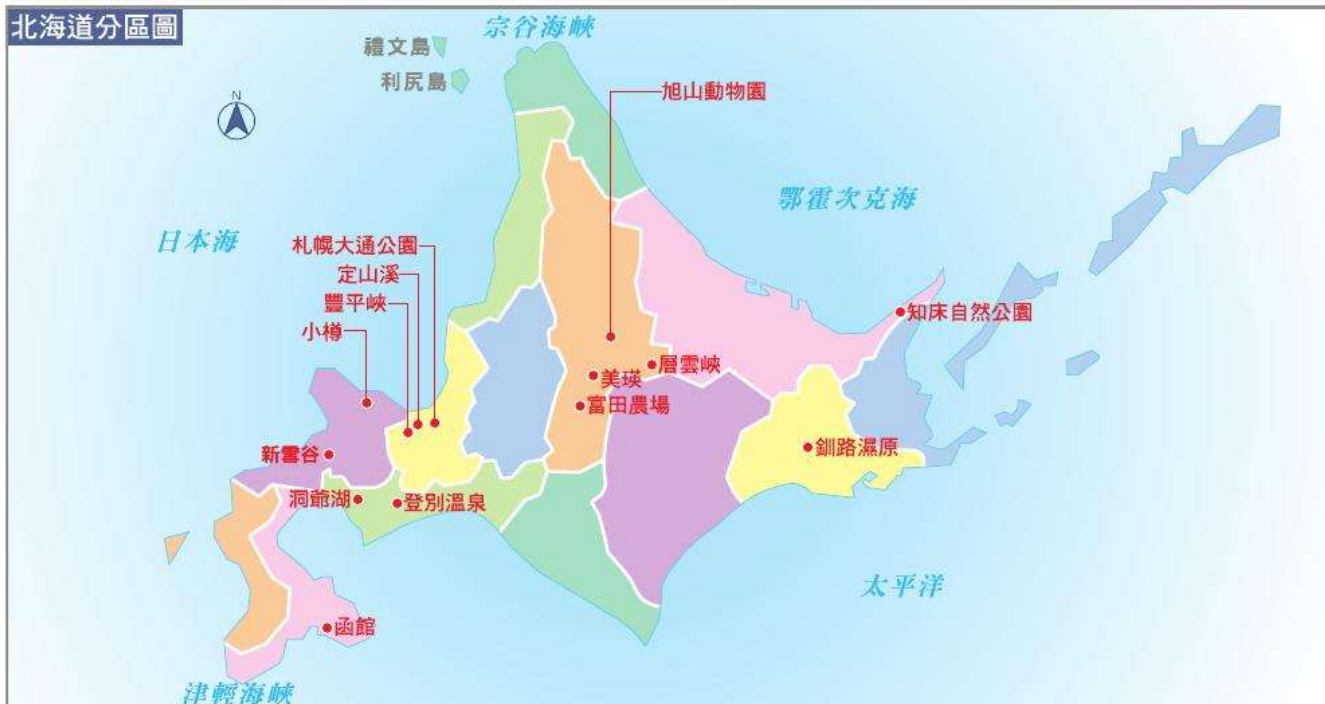 北海道分區圖
宗谷海峽
禮文島
利尻島
N
旭山動物園
鄂霍次克海
日本海
札幌大通公園
定山溪
豐平峽
小樽
知床自然公園
層雲峽
美瑛
富田農場
新雪谷
釧路濕原
洞爺湖
登別溫泉
太平洋
函館
津輕海峽